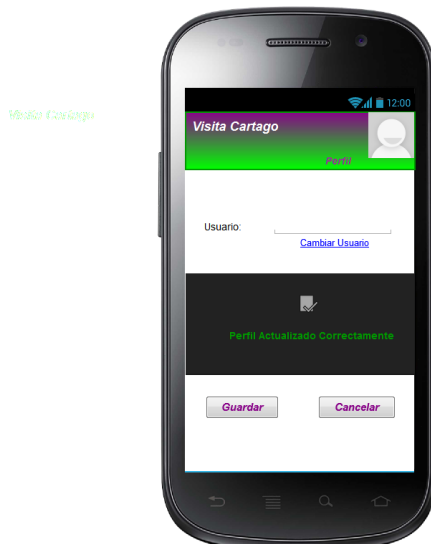 12:00
Visita Cartago
Visita Cartago
Perfil
Usuario:
Cambiar Usuario
Perfil Actualizado Correctamente
Guardar
Cancelar